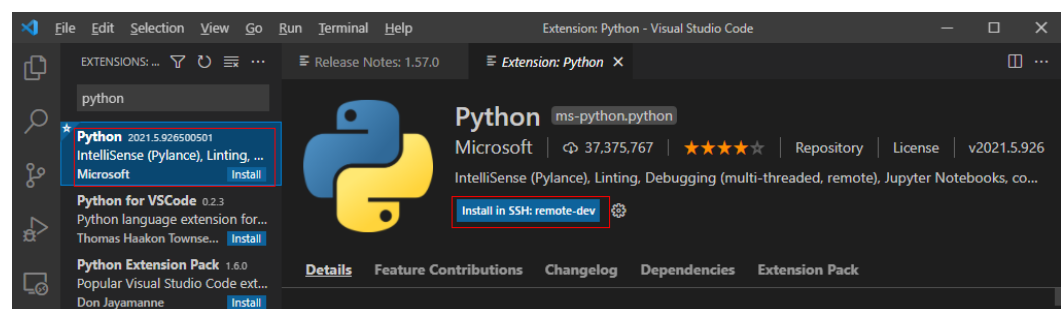 File Edit Selection View Go Run Terminal Help
Extension: Python - Visual Studio Code
EXTENSIONS: ...
Release Notes: 1.57.0
Extension: Python
python
Python 2021.5.926500501
IntelliSense (Pylance), Linting, ...
Microsoft Install
Python for VSCode 0.2.3
Python language extension for...
Thomas Haakon Townse... Install
Python Extension Pack 1.6.0
Popular Visual Studio Code ext...
Don Jayamanne Install
Python ms-python.python
Microsoft 37,375,767 Repository License v2021.5.926
IntelliSense (Pylance), Linting, Debugging (multi-threaded, remote), Jupyter Notebooks, co...
Install in SSH: remote-dev
Details Feature Contributions Changelog Dependencies Extension Pack